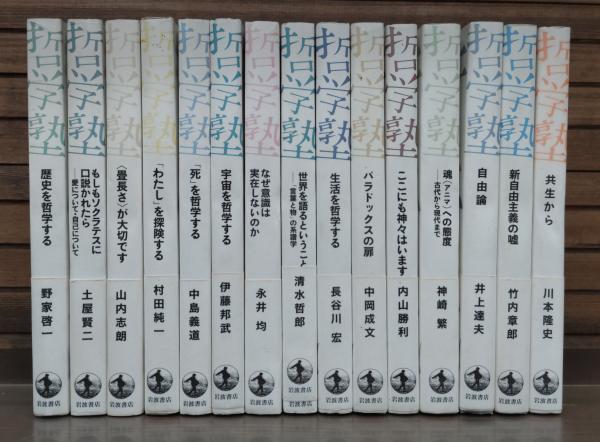 哲学塾
歴史を哲学する
野家啓一
岩波書店
哲学塾
もしもソクラテスに
口説かれたら
―愛について・自己について
土屋賢二
岩波書店
哲学塾
〈畳長さ〉が大切です
山内志朗
岩波書店
哲学塾
「わたし」を探険する
村田純一
岩波書店
哲学塾
「死」を哲学する
中島義道
岩波書店
哲学塾
宇宙を哲学する
伊藤邦武
岩波書店
哲学塾
なぜ意識は
実在しないのか
永井 均
岩波書店
哲学塾
世界を語るということ
―「言葉と物」の系譜学
清水哲郎
岩波書店
哲学塾
生活を哲学する
長谷川 宏
岩波書店
哲学塾
パラドックスの扉
中岡成文
岩波書店
哲学塾
ここにも神々はいます
内山勝利
岩波書店
哲学塾
魂〈アニマ〉への態度
―古代から現代まで
神崎 繁
岩波書店
哲学塾
自由論
井上達夫
岩波書店
哲学塾
新自由主義の嘘
竹内章郎
岩波書店
哲学塾
共生から
川本隆史
岩波書店